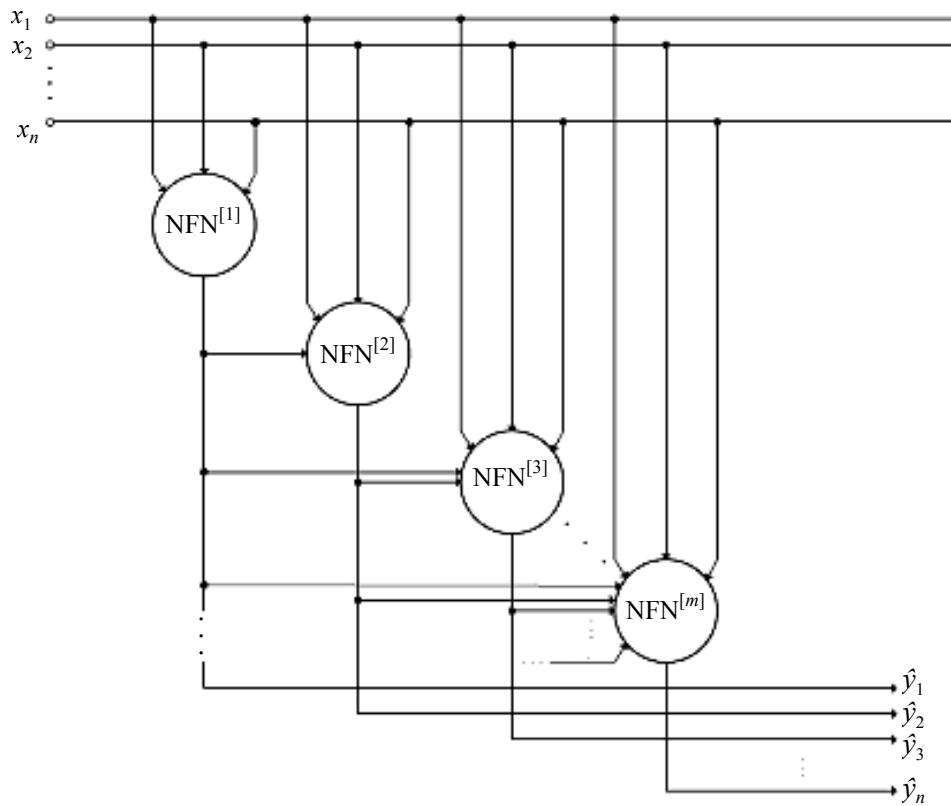 x₁
x₂
xₙ
NFN^[1]
NFN^[2]
NFN^[3]
NFN^[m]
ŷ₁
ŷ₂
ŷ₃
ŷₙ